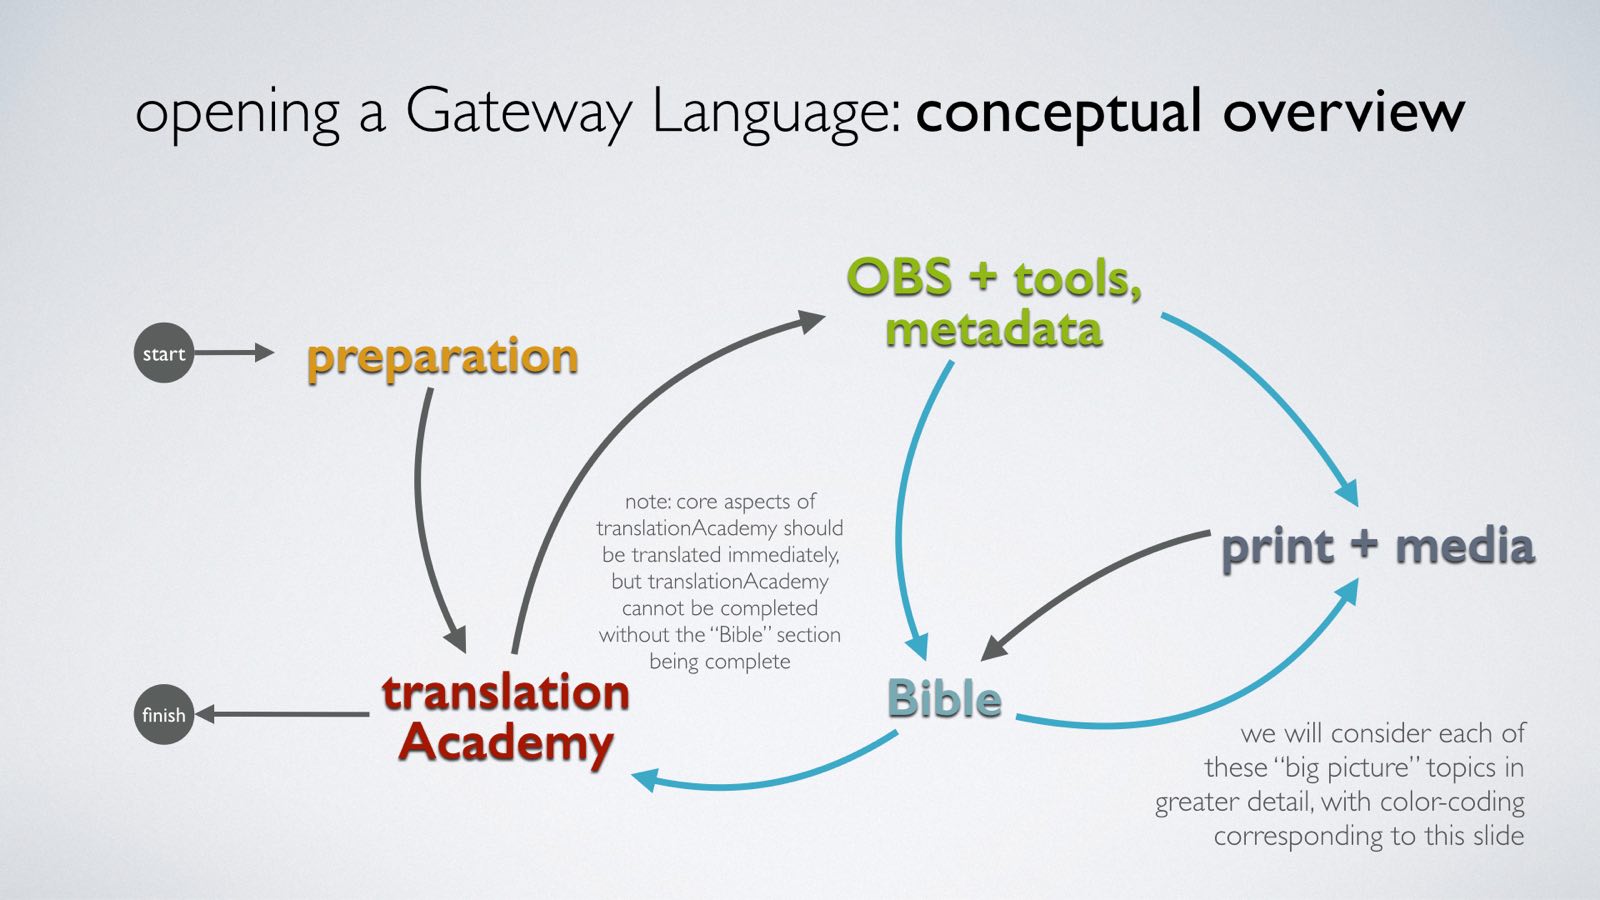 opening a Gateway Language: conceptual overview
OBS + tools,
metadata
start
preparation
note: core aspects of
translationAcademy should
be translated immediately,
but translationAcademy
cannot be completed
without the “Bible” section
being complete
print + media
translation
Academy
Bible
finish
we will consider each of
these “big picture” topics in
greater detail, with color-coding
corresponding to this slide